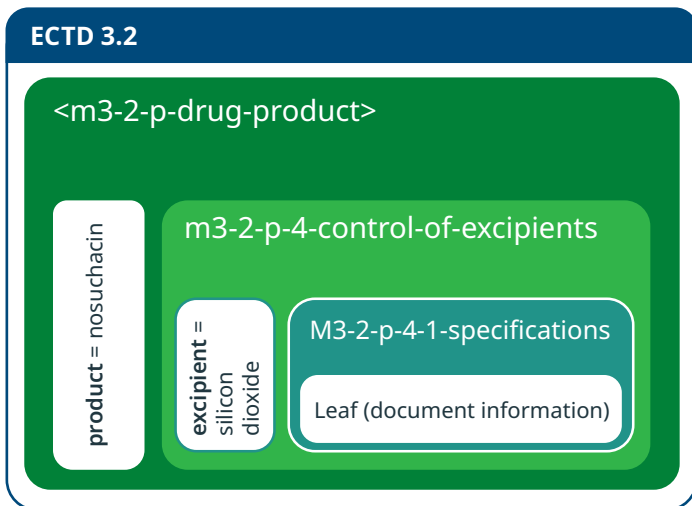 ECTD 3.2
<m3-2-p-drug-product>
product = nosuchacin
m3-2-p-4-control-of-excipients
excipient =
silicon
dioxide
M3-2-p-4-1-specifications
Leaf (document information)